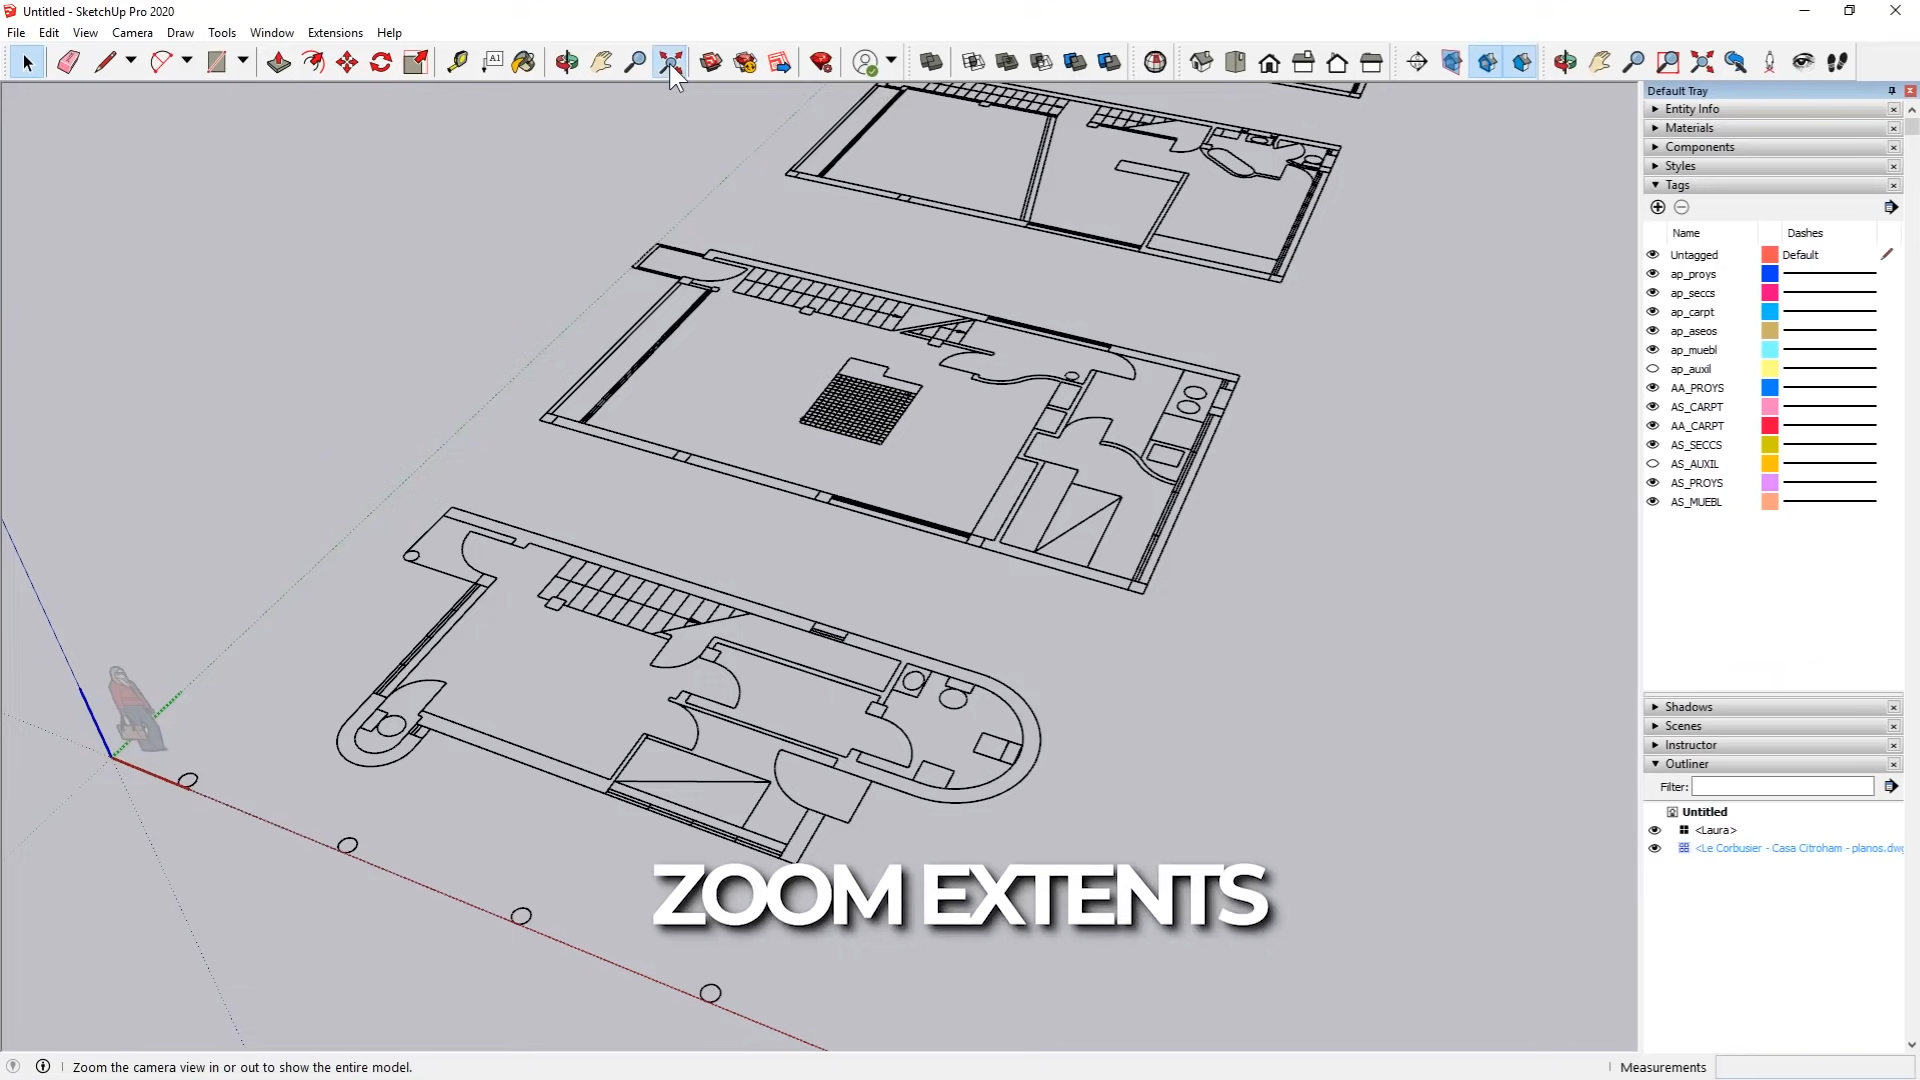 Untitled - SketchUp Pro 2020
File Edit View Camera Draw Tools Window Extensions Help
A1
Default Tray
Entity Info
Materials
Components
Styles
Tags
Name Dashes
Untagged Default
ap_proys
ap_seccs
ap_carpt
ap_aseos
ap_muebl
ap_auxil
AA_PROYS
AS_CARPT
AA_CARPT
AS_SECCS
AS_AUXIL
AS_PROYS
AS_MUEBL
Shadows
Scenes
Instructor
Outliner
Filter:
Untitled
<Laura>
<Le Corbusier - Casa Citroham - planos.dwg
ZOOM EXTENTS
Zoom the camera view in or out to show the entire model.
Measurements